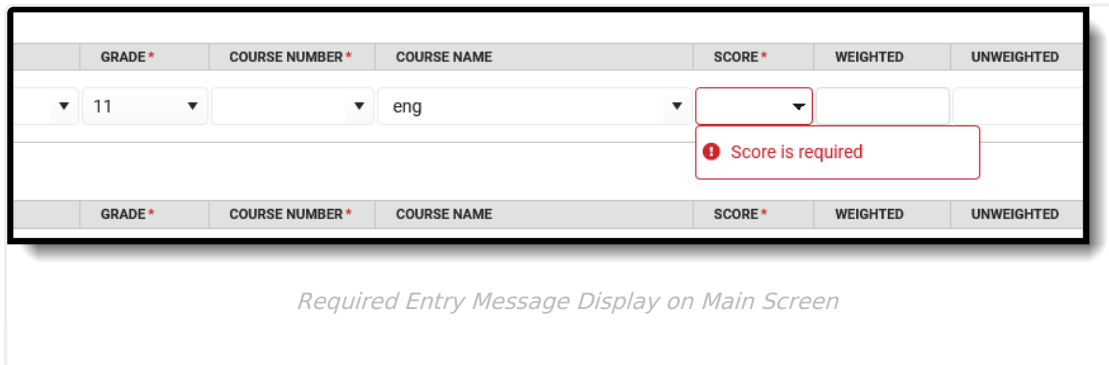 GRADE * COURSE NUMBER * COURSE NAME SCORE * WEIGHTED UNWEIGHTED
11 eng
Score is required
GRADE * COURSE NUMBER * COURSE NAME SCORE * WEIGHTED UNWEIGHTED
Required Entry Message Display on Main Screen